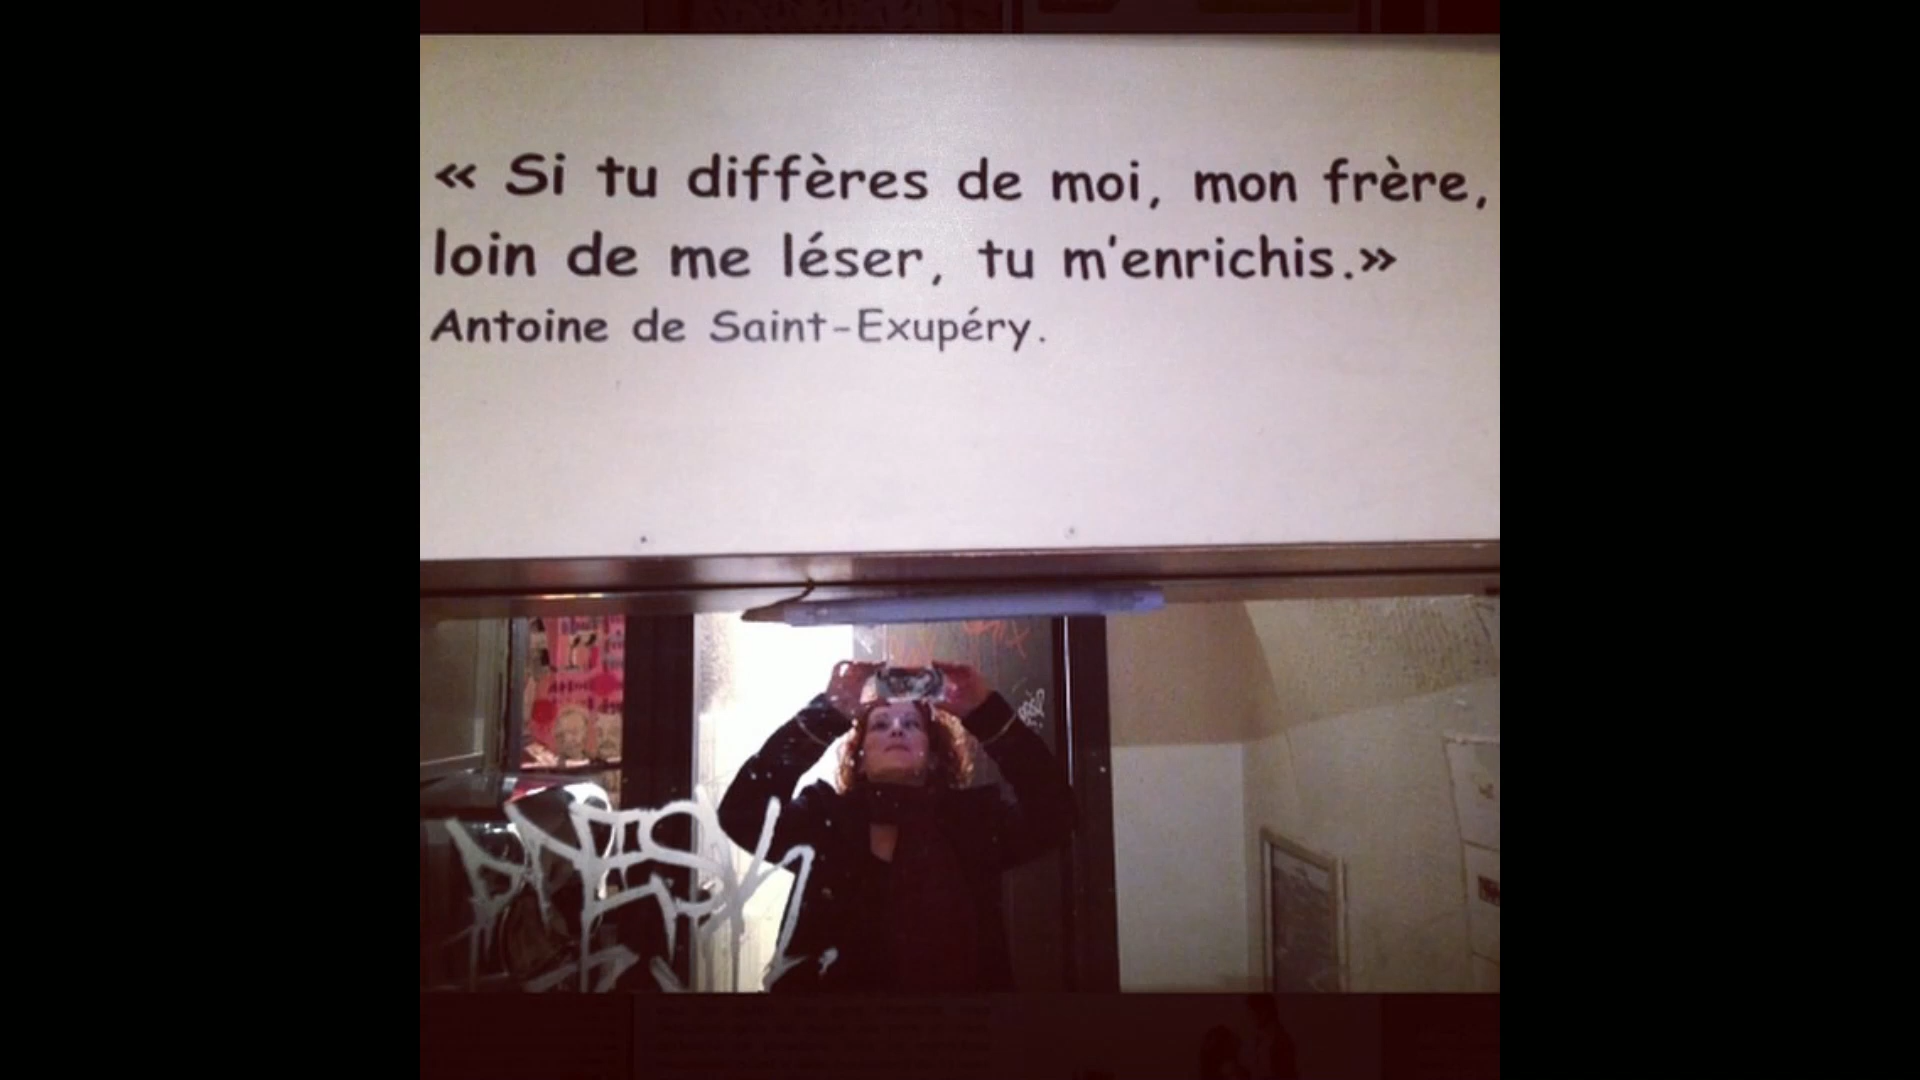 « Si tu diffères de moi, mon frère,
loin de me léser, tu m'enrichis.»
Antoine de Saint-Exupéry.